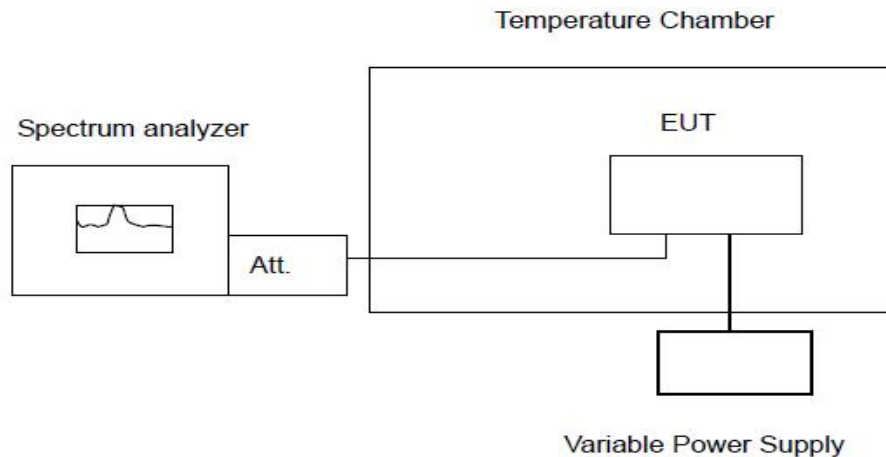 Temperature Chamber
Spectrum analyzer
EUT
Att.
Variable Power Supply